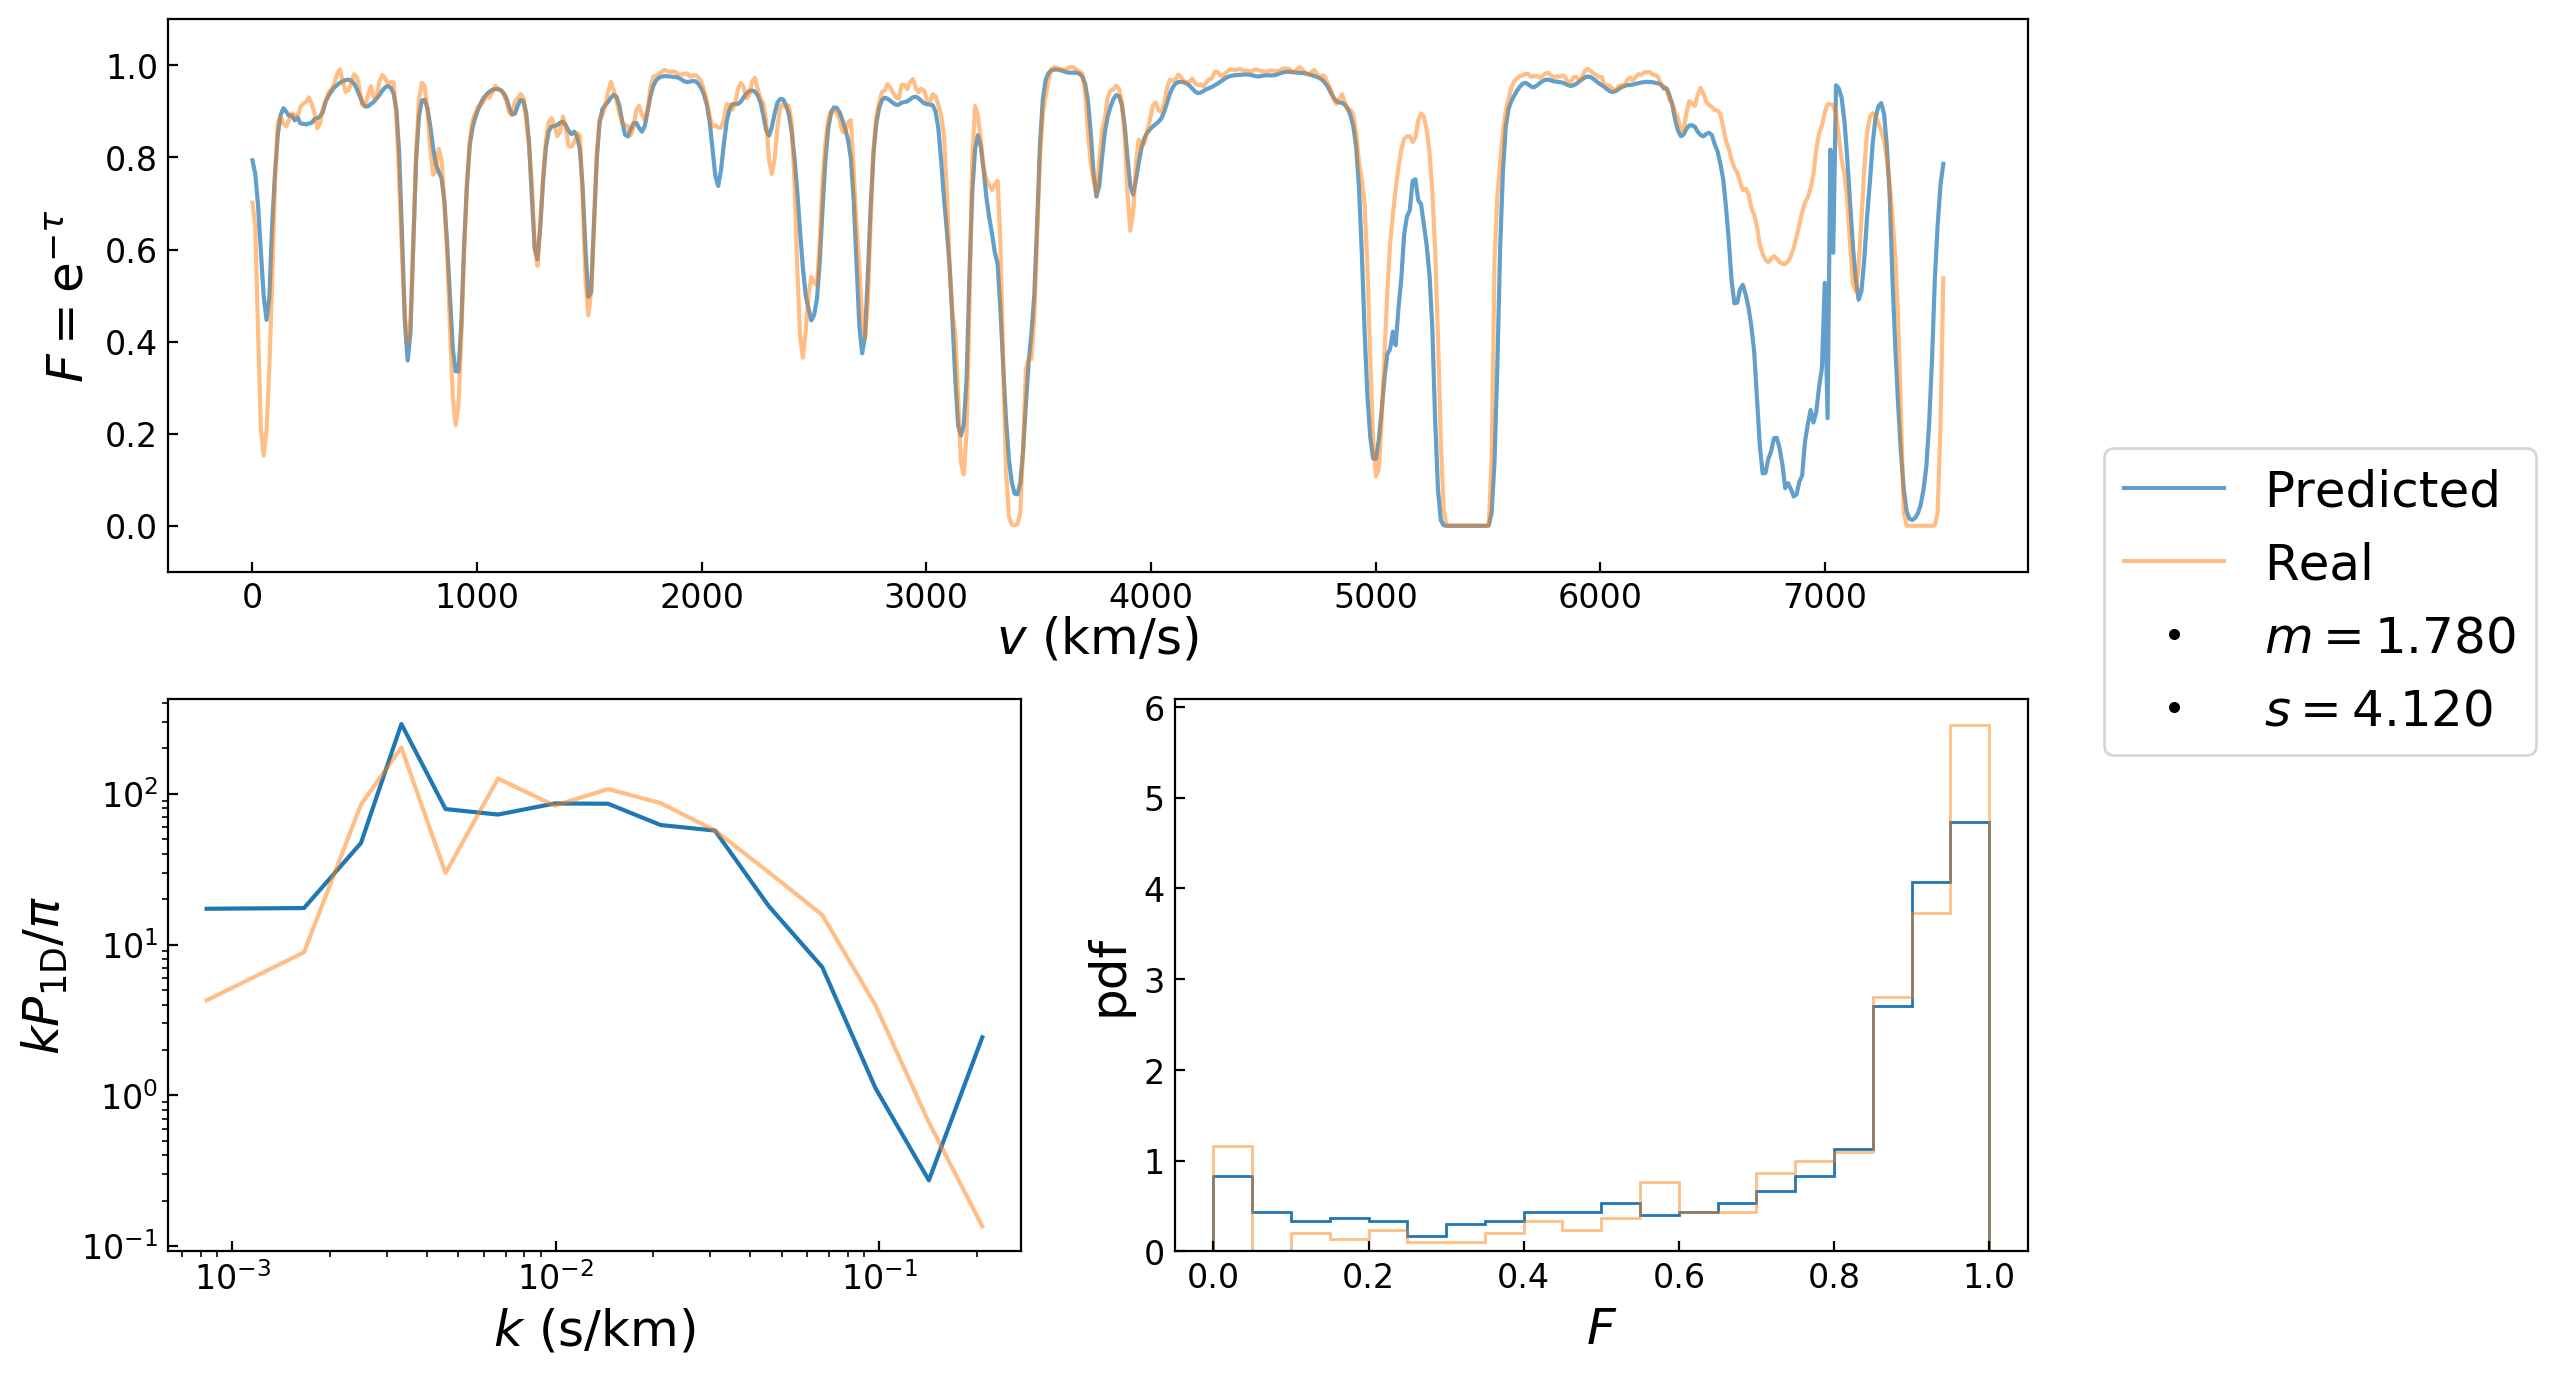 F = e^{-τ}
1.0
0.8
0.6
0.4
0.2
0.0
0 1000 2000 3000 4000 5000 6000 7000
v (km/s)
Predicted
Real
m = 1.780
s = 4.120
kP_{1D}/π
10^2
10^1
10^0
10^{-1}
10^{-3} 10^{-2} 10^{-1}
k (s/km)
pdf
6
5
4
3
2
1
0
0.0 0.2 0.4 0.6 0.8 1.0
F